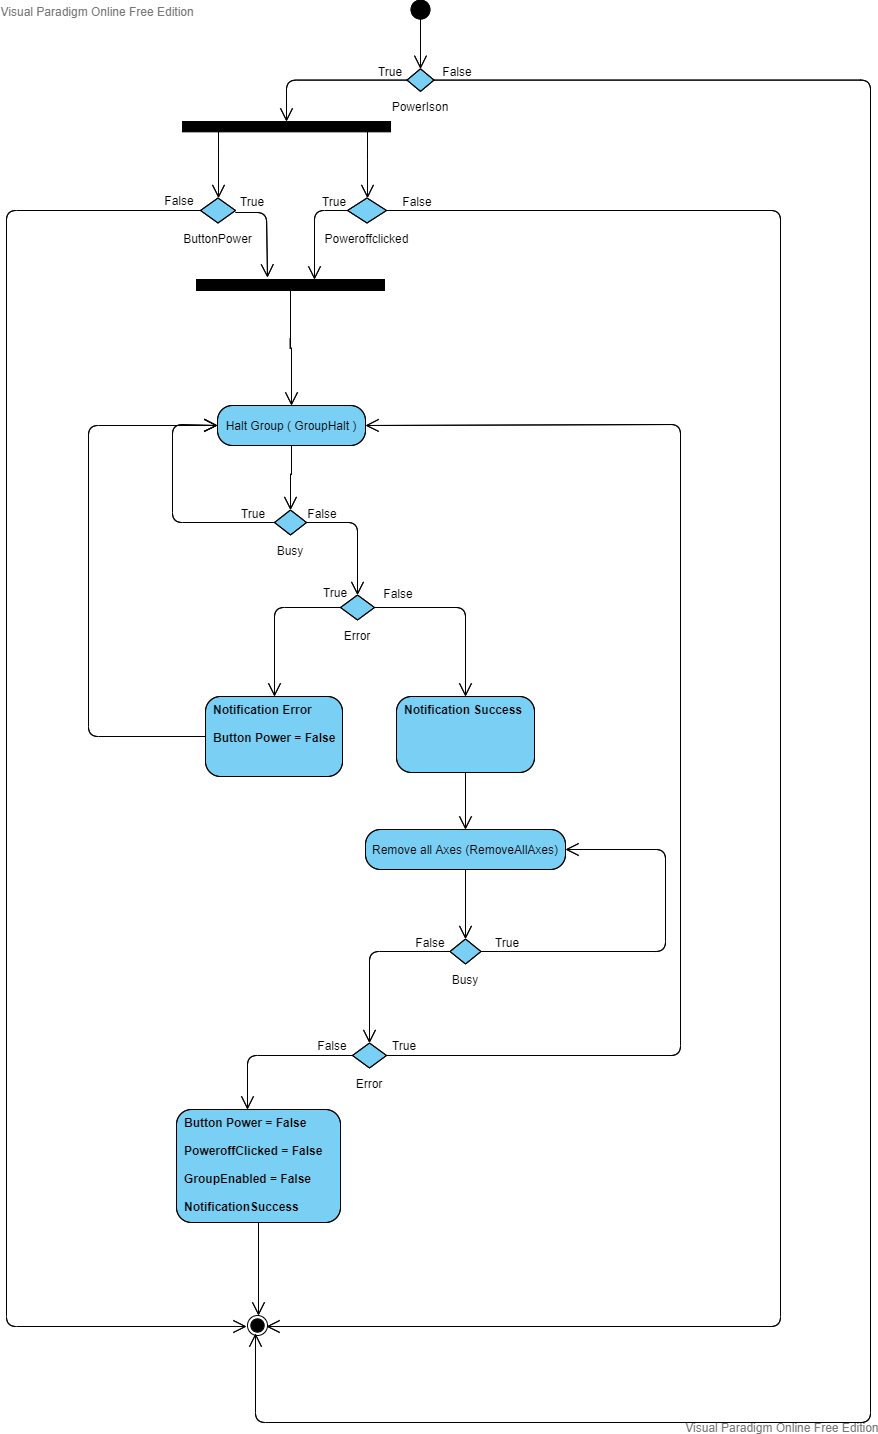 Visual Paradigm Online Free Edition
True
False
PowerIson
False
True
True
False
ButtonPower
Poweroffclicked
Halt Group ( GroupHalt )
True
False
Busy
True
False
Error
Notification Error
Button Power = False
Notification Success
Remove all Axes (RemoveAllAxes)
False
True
Busy
False
True
Error
Button Power = False
PoweroffClicked = False
GroupEnabled = False
NotificationSuccess
Visual Paradigm Online Free Edition